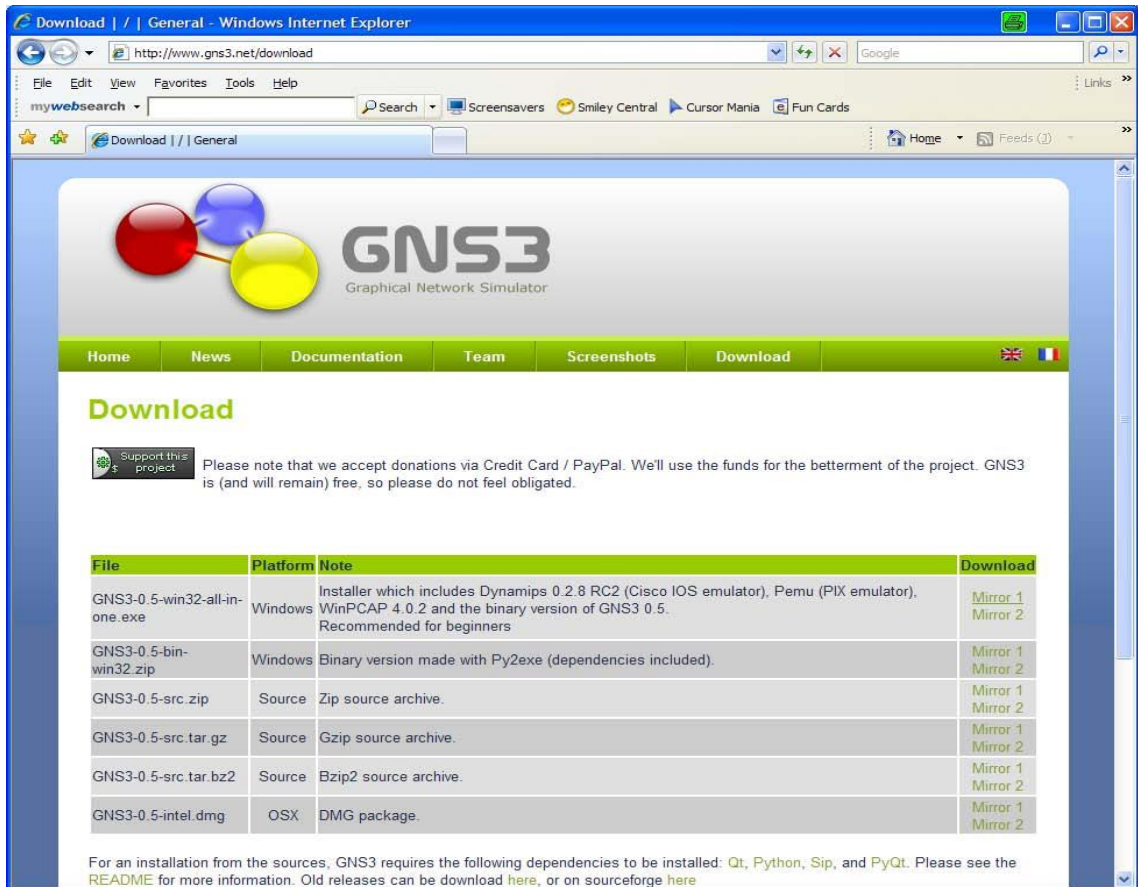 Download | / | General - Windows Internet Explorer
http://www.gns3.net/download
Google
File Edit View Favorites Tools Help
Links »
mywebsearch Search Screensavers Smiley Central Cursor Mania Fun Cards
Download | / | General
Home Feeds (J) »
GNS3
Graphical Network Simulator
Home News Documentation Team Screenshots Download
Download
Support this
$ project
Please note that we accept donations via Credit Card / PayPal. We'll use the funds for the betterment of the project. GNS3
is (and will remain) free, so please do not feel obligated.
File Platform Note Download
GNS3-0.5-win32-all-in-
one.exe
Windows
Installer which includes Dynamips 0.2.8 RC2 (Cisco IOS emulator), Pemu (PIX emulator),
WinPCAP 4.0.2 and the binary version of GNS3 0.5.
Recommended for beginners
Mirror 1
Mirror 2
GNS3-0.5-bin-
win32.zip
Windows
Binary version made with Py2exe (dependencies included).
Mirror 1
Mirror 2
GNS3-0.5-src.zip
Source
Zip source archive.
Mirror 1
Mirror 2
GNS3-0.5-src.tar.gz
Source
Gzip source archive.
Mirror 1
Mirror 2
GNS3-0.5-src.tar.bz2
Source
Bzip2 source archive.
Mirror 1
Mirror 2
GNS3-0.5-intel.dmg
OSX
DMG package.
Mirror 1
Mirror 2
For an installation from the sources, GNS3 requires the following dependencies to be installed: Qt, Python, Sip, and PyQt. Please see the
README for more information. Old releases can be download here, or on sourceforge here